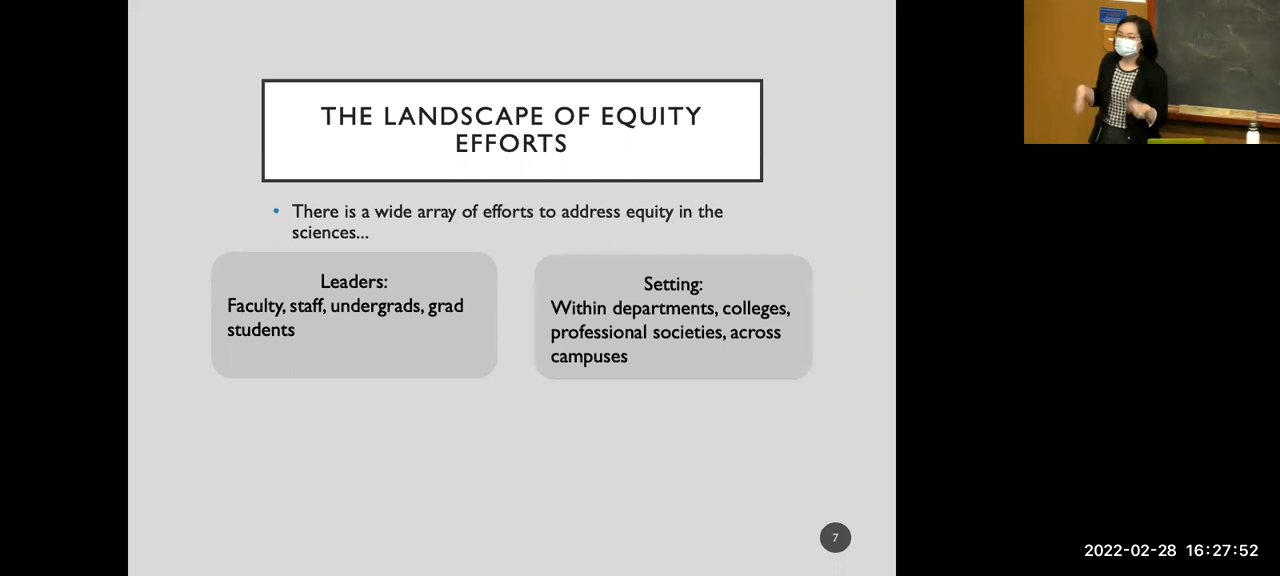 THE LANDSCAPE OF EQUITY
EFFORTS
• There is a wide array of efforts to address equity in the
sciences...
Leaders:
Faculty, staff, undergrads, grad
students
Setting:
Within departments, colleges,
professional societies, across
campuses
7
2022-02-28 16:27:52